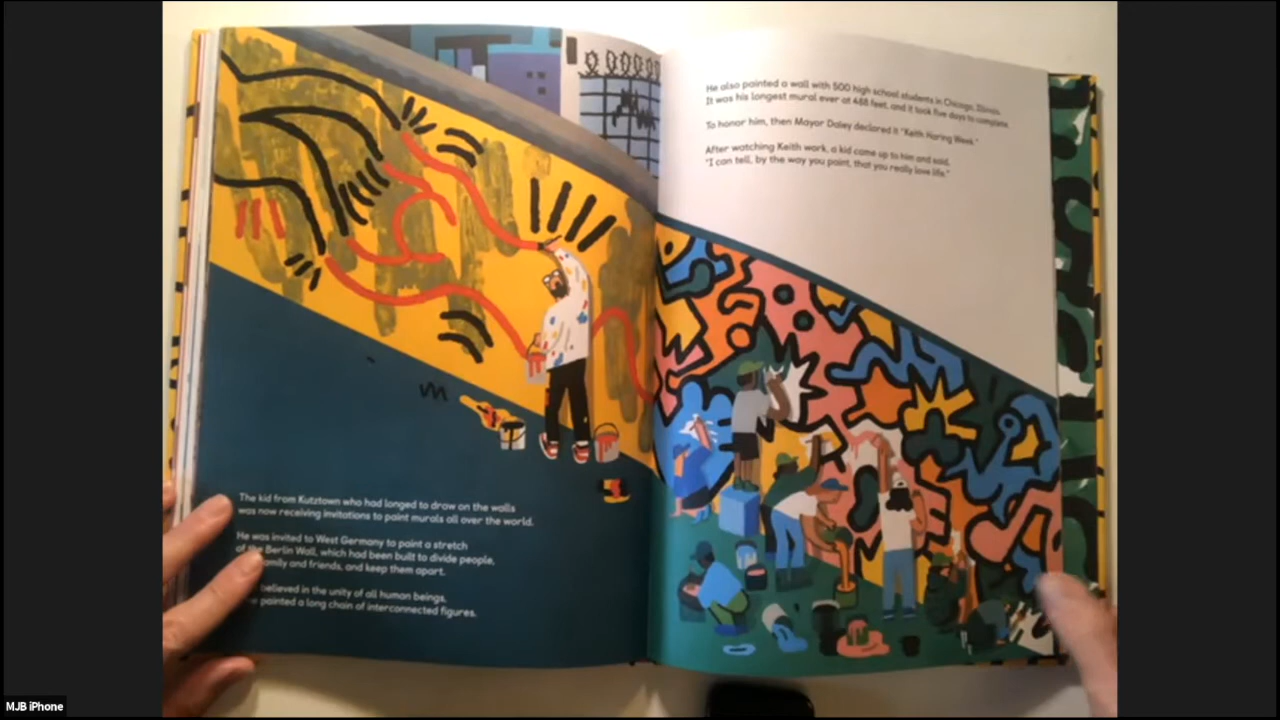 The kid from Kutztown who had longed to draw on the walls
was now receiving invitations to paint murals all over the world.
He was invited to West Germany to paint a stretch
of the Berlin Wall, which had been built to divide people,
amily and friends, and keep them apart.
believed in the unity of all human beings,
painted a long chain of interconnected figures.
He also painted a wall with 500 high school students in Chicago, Illinois.
It was his longest mural ever at 488 feet, and it took five days to complete.
To honor him, then Mayor Daley declared it "Keith Haring Week."
After watching Keith work, a kid came up to him and said,
"I can tell, by the way you paint, that you really love life."
MJB iPhone